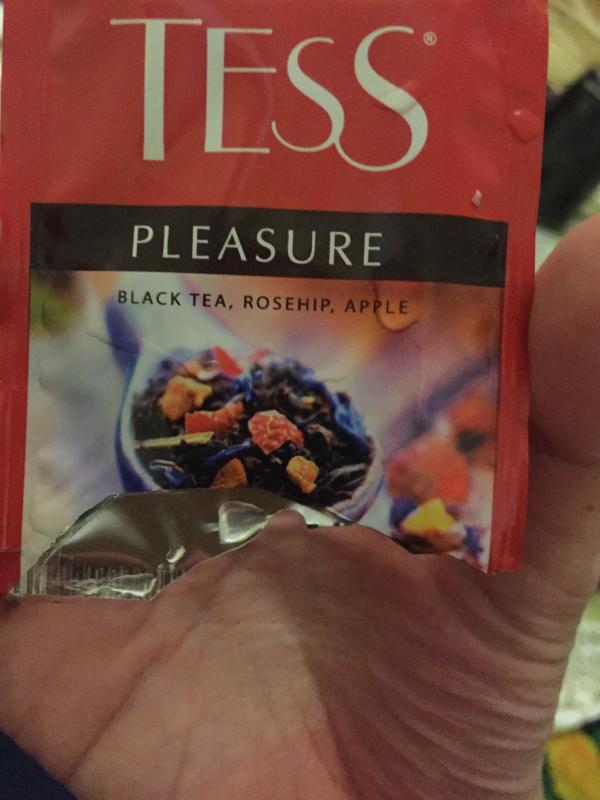 TESS®
PLEASURE
BLACK TEA, ROSEHIP, APPLE